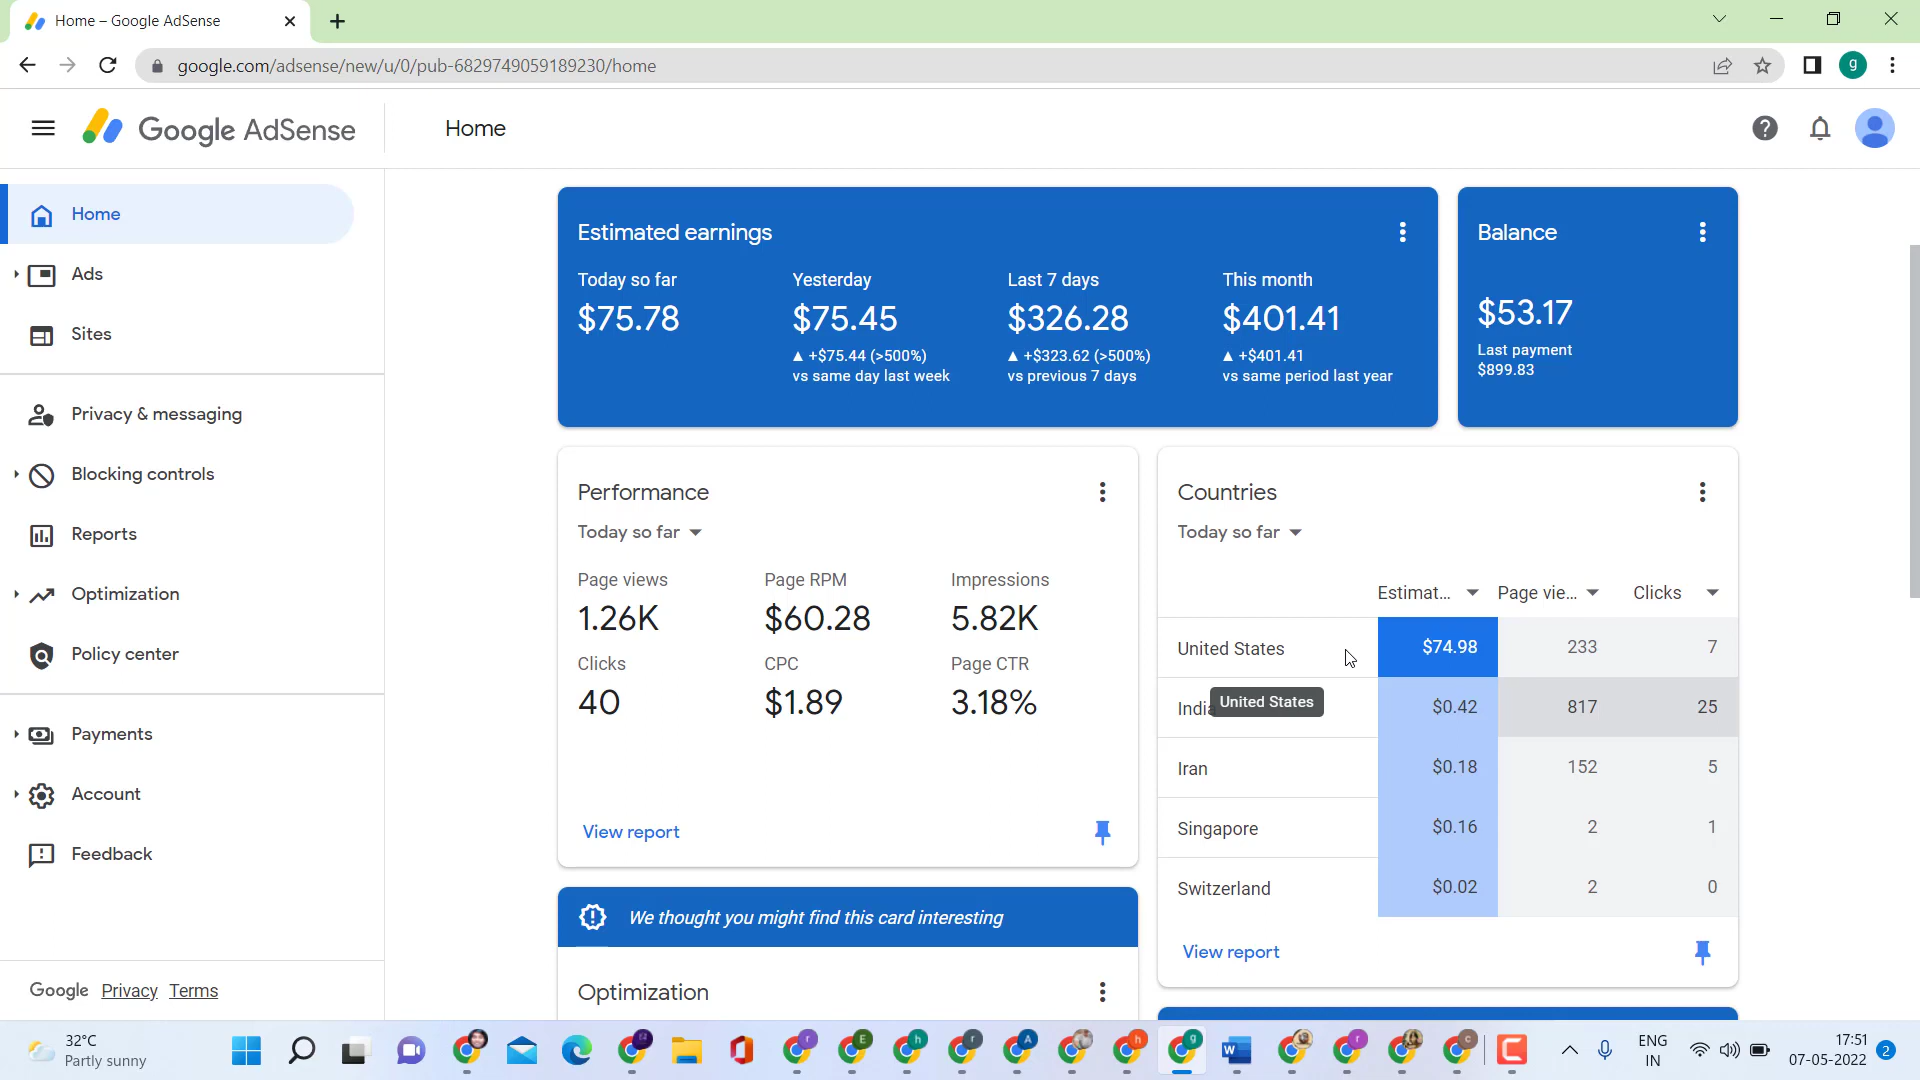 Home – Google AdSense
google.com/adsense/new/u/0/pub-6829749059189230/home
Google AdSense
Home
Home
Ads
Sites
Privacy & messaging
Blocking controls
Reports
Optimization
Policy center
Payments
Account
Feedback
Google Privacy Terms
Estimated earnings
Today so far
$75.78
Yesterday
$75.45
▲ +$75.44 (>500%)
vs same day last week
Last 7 days
$326.28
▲ +$323.62 (>500%)
vs previous 7 days
This month
$401.41
▲ +$401.41
vs same period last year
Balance
$53.17
Last payment
$899.83
Performance
Today so far
Page views
1.26K
Page RPM
$60.28
Impressions
5.82K
Clicks
40
CPC
$1.89
Page CTR
3.18%
View report
We thought you might find this card interesting
Optimization
Countries
Today so far
Estimat... Page vie... Clicks
United States $74.98 233 7
India $0.42 817 25
United States
Iran $0.18 152 5
Singapore $0.16 2 1
Switzerland $0.02 2 0
View report
32°C
Partly sunny
ENG
IN
17:51
07-05-2022
2